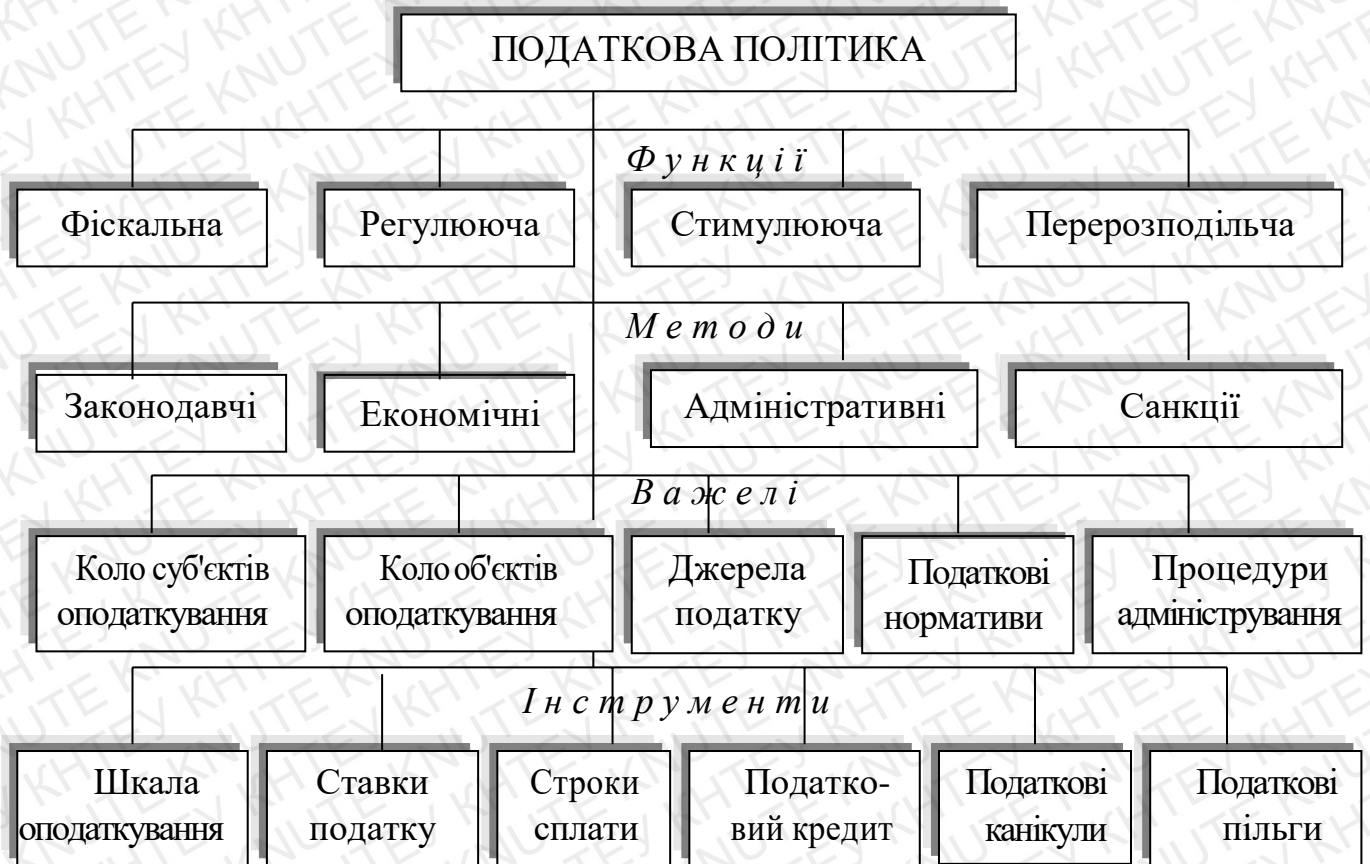 ПОДАТКОВА ПОЛІТИКА
Функції
Фіскальна
Регулююча
Стимулююча
Перерозподільча
Методи
Законодавчі
Економічні
Адміністративні
Санкції
Важелі
Коло суб'єктів
оподаткування
Коло об'єктів
оподаткування
Джерела
податку
Податкові
нормативи
Процедури
адміністрування
Інструменти
Шкала
оподаткування
Ставки
податку
Строки
сплати
Податко-
вий кредит
Податкові
канікули
Податкові
пільги